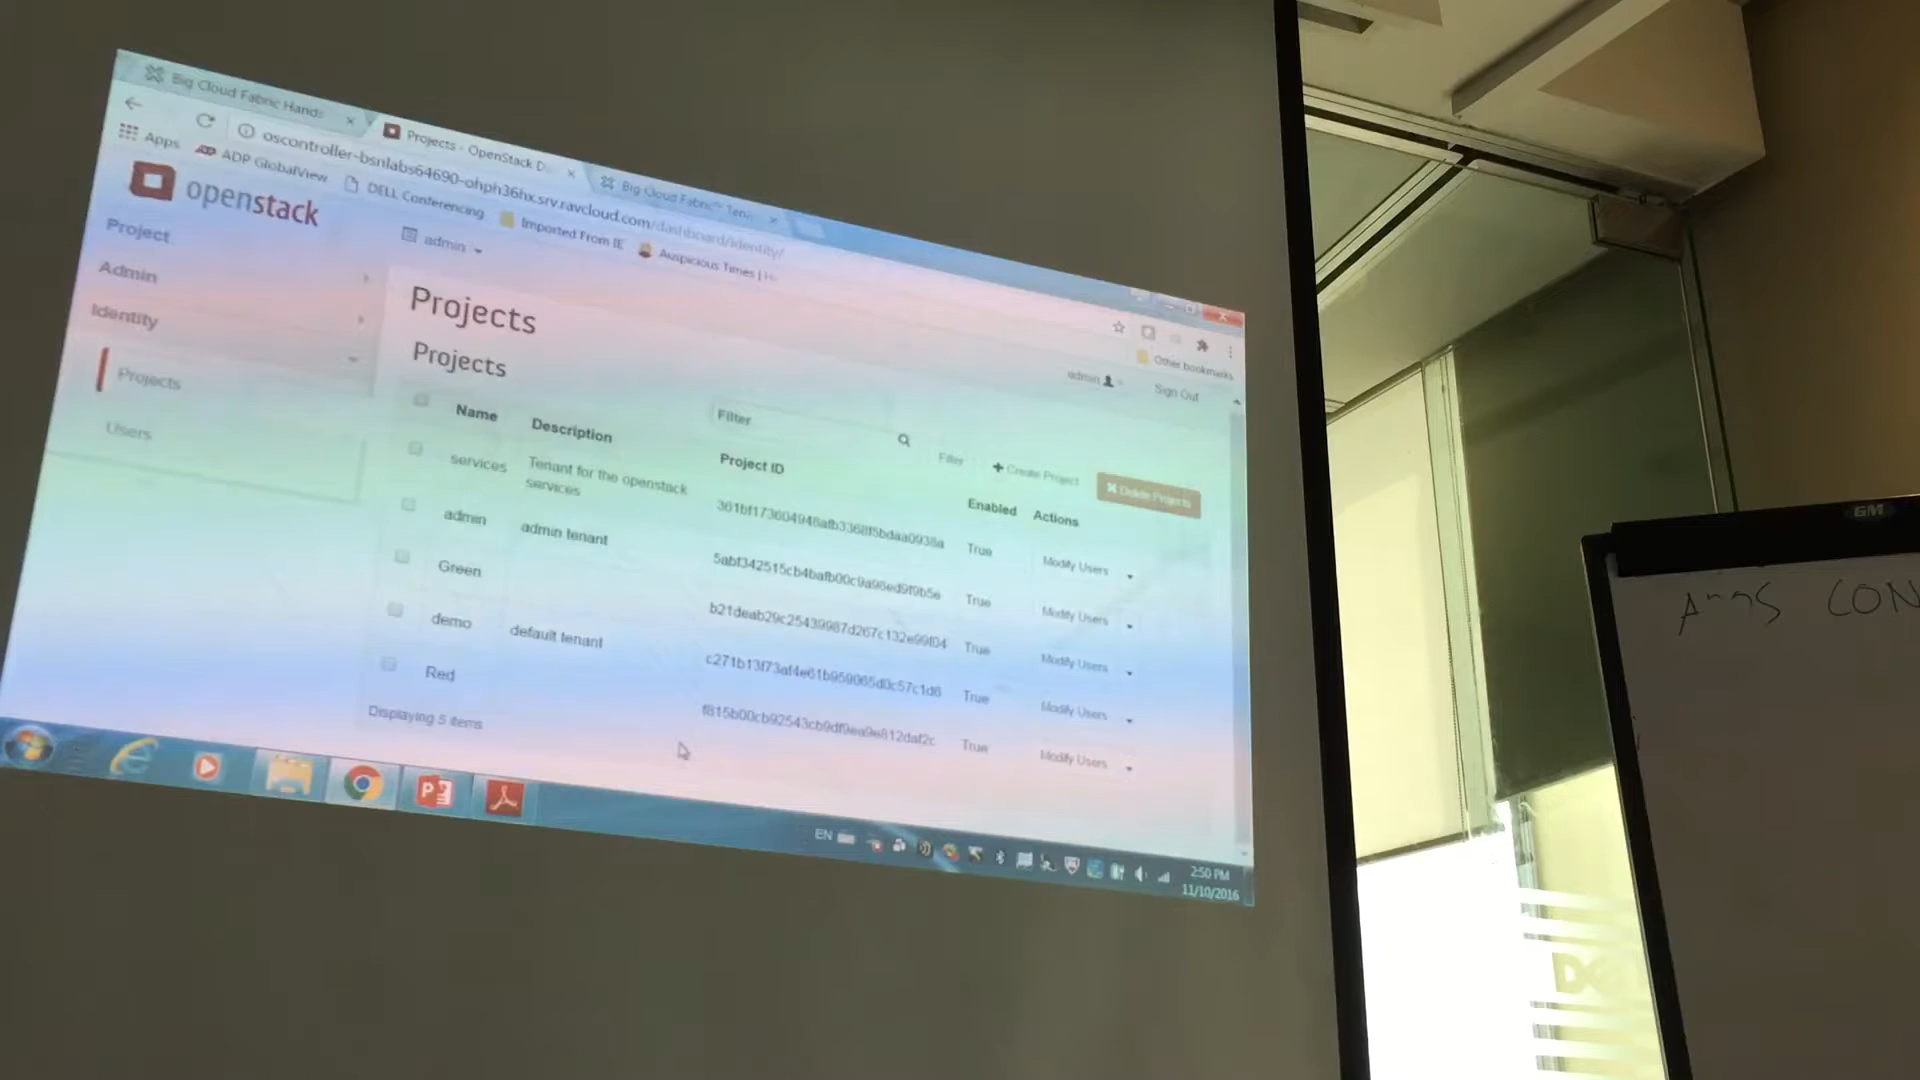 Big Cloud Fabric Hands
Projects - OpenStack D
Big Cloud Fabric™ Tena
oscontroller-bsnlabs64690-ohph36hx.srv.ravcloud.com/dashboard/identity/
Apps
ADP GlobalView
DELL Conferencing
Imported From IE
Auspicious Times | H
Other bookmarks
openstack
admin
admin
Sign Out
Project
Admin
Identity
Projects
Users
Projects
Projects
Filter
Filter
Create Project
Delete Projects
Name Description Project ID Enabled Actions
services Tenant for the openstack services 361bf173604948afb3368f5bdaa0938a True Modify Users
admin admin tenant 5abf342515cb4bafb00c9a96ed9f9b5e True Modify Users
Green b21deab29c25439987d267c132e99f04 True Modify Users
demo default tenant c271b13f73af4e61b959065d0c57c1d6 True Modify Users
Red f815b00cb92543cb9df9ea9e812daf2c True Modify Users
Displaying 5 items
EN
2:50 PM
11/10/2016
GM
CON